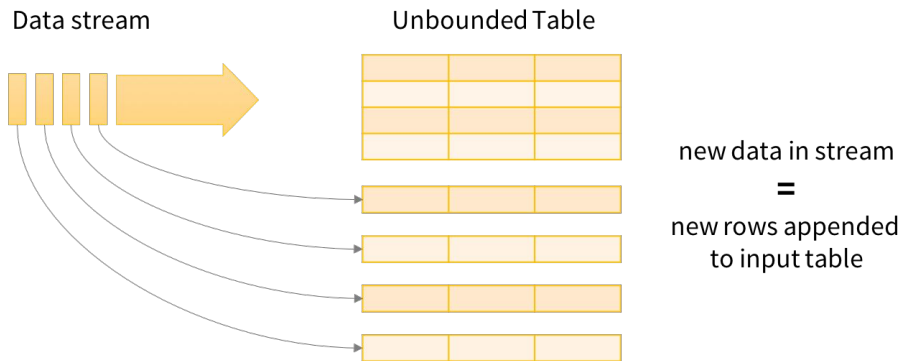 Data stream
Unbounded Table
new data in stream
=
new rows appended
to input table